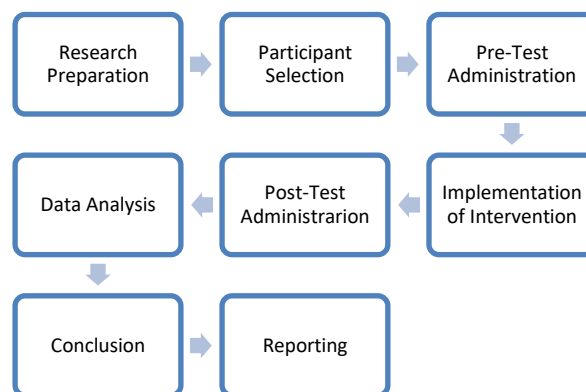 Research
Preparation
Participant
Selection
Pre-Test
Administration
Implementation
of Intervention
Post-Test
Administrarion
Data Analysis
Conclusion
Reporting